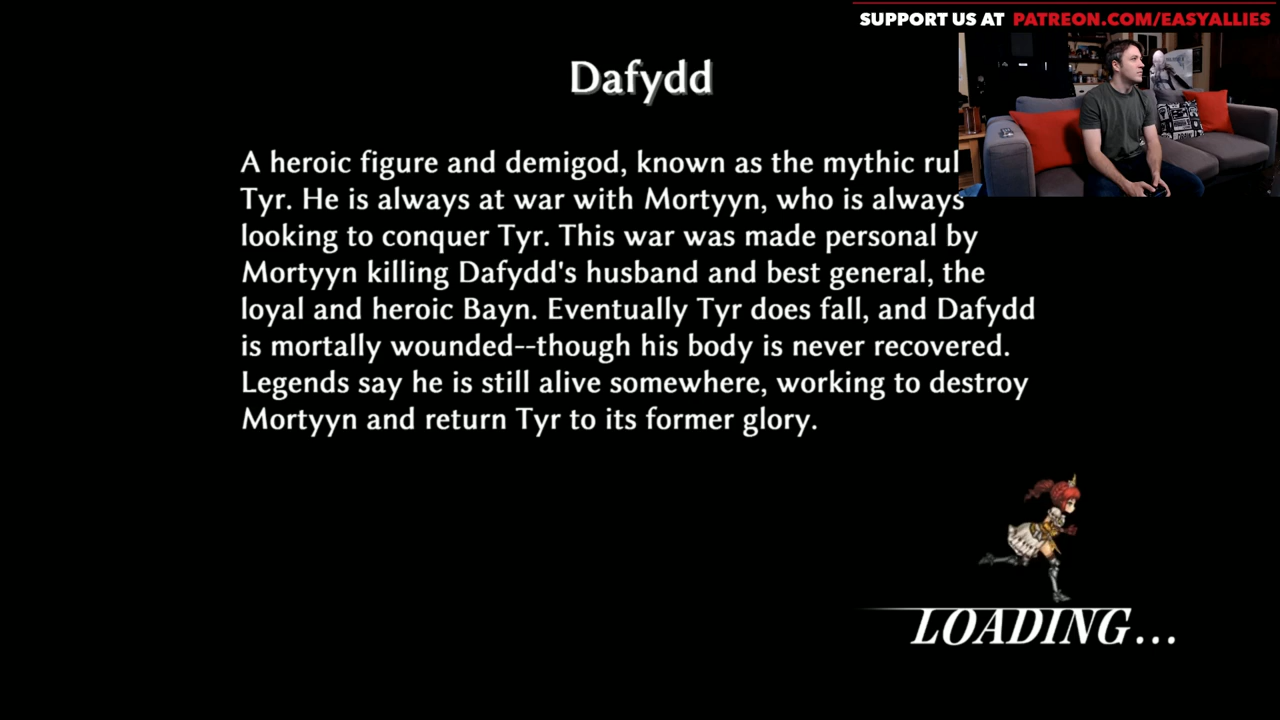 SUPPORT US AT PATREON.COM/EASYALLIES
Dafydd
A heroic figure and demigod, known as the mythic
Tyr. He is always at war with Mortyyn, who is always
looking to conquer Tyr. This war was made personal by
Mortyyn killing Dafydd's husband and best general, the
loyal and heroic Bayn. Eventually Tyr does fall, and Dafydd
is mortally wounded--though his body is never recovered.
Legends say he is still alive somewhere, working to destroy
Mortyyn and return Tyr to its former glory.
LOADING...